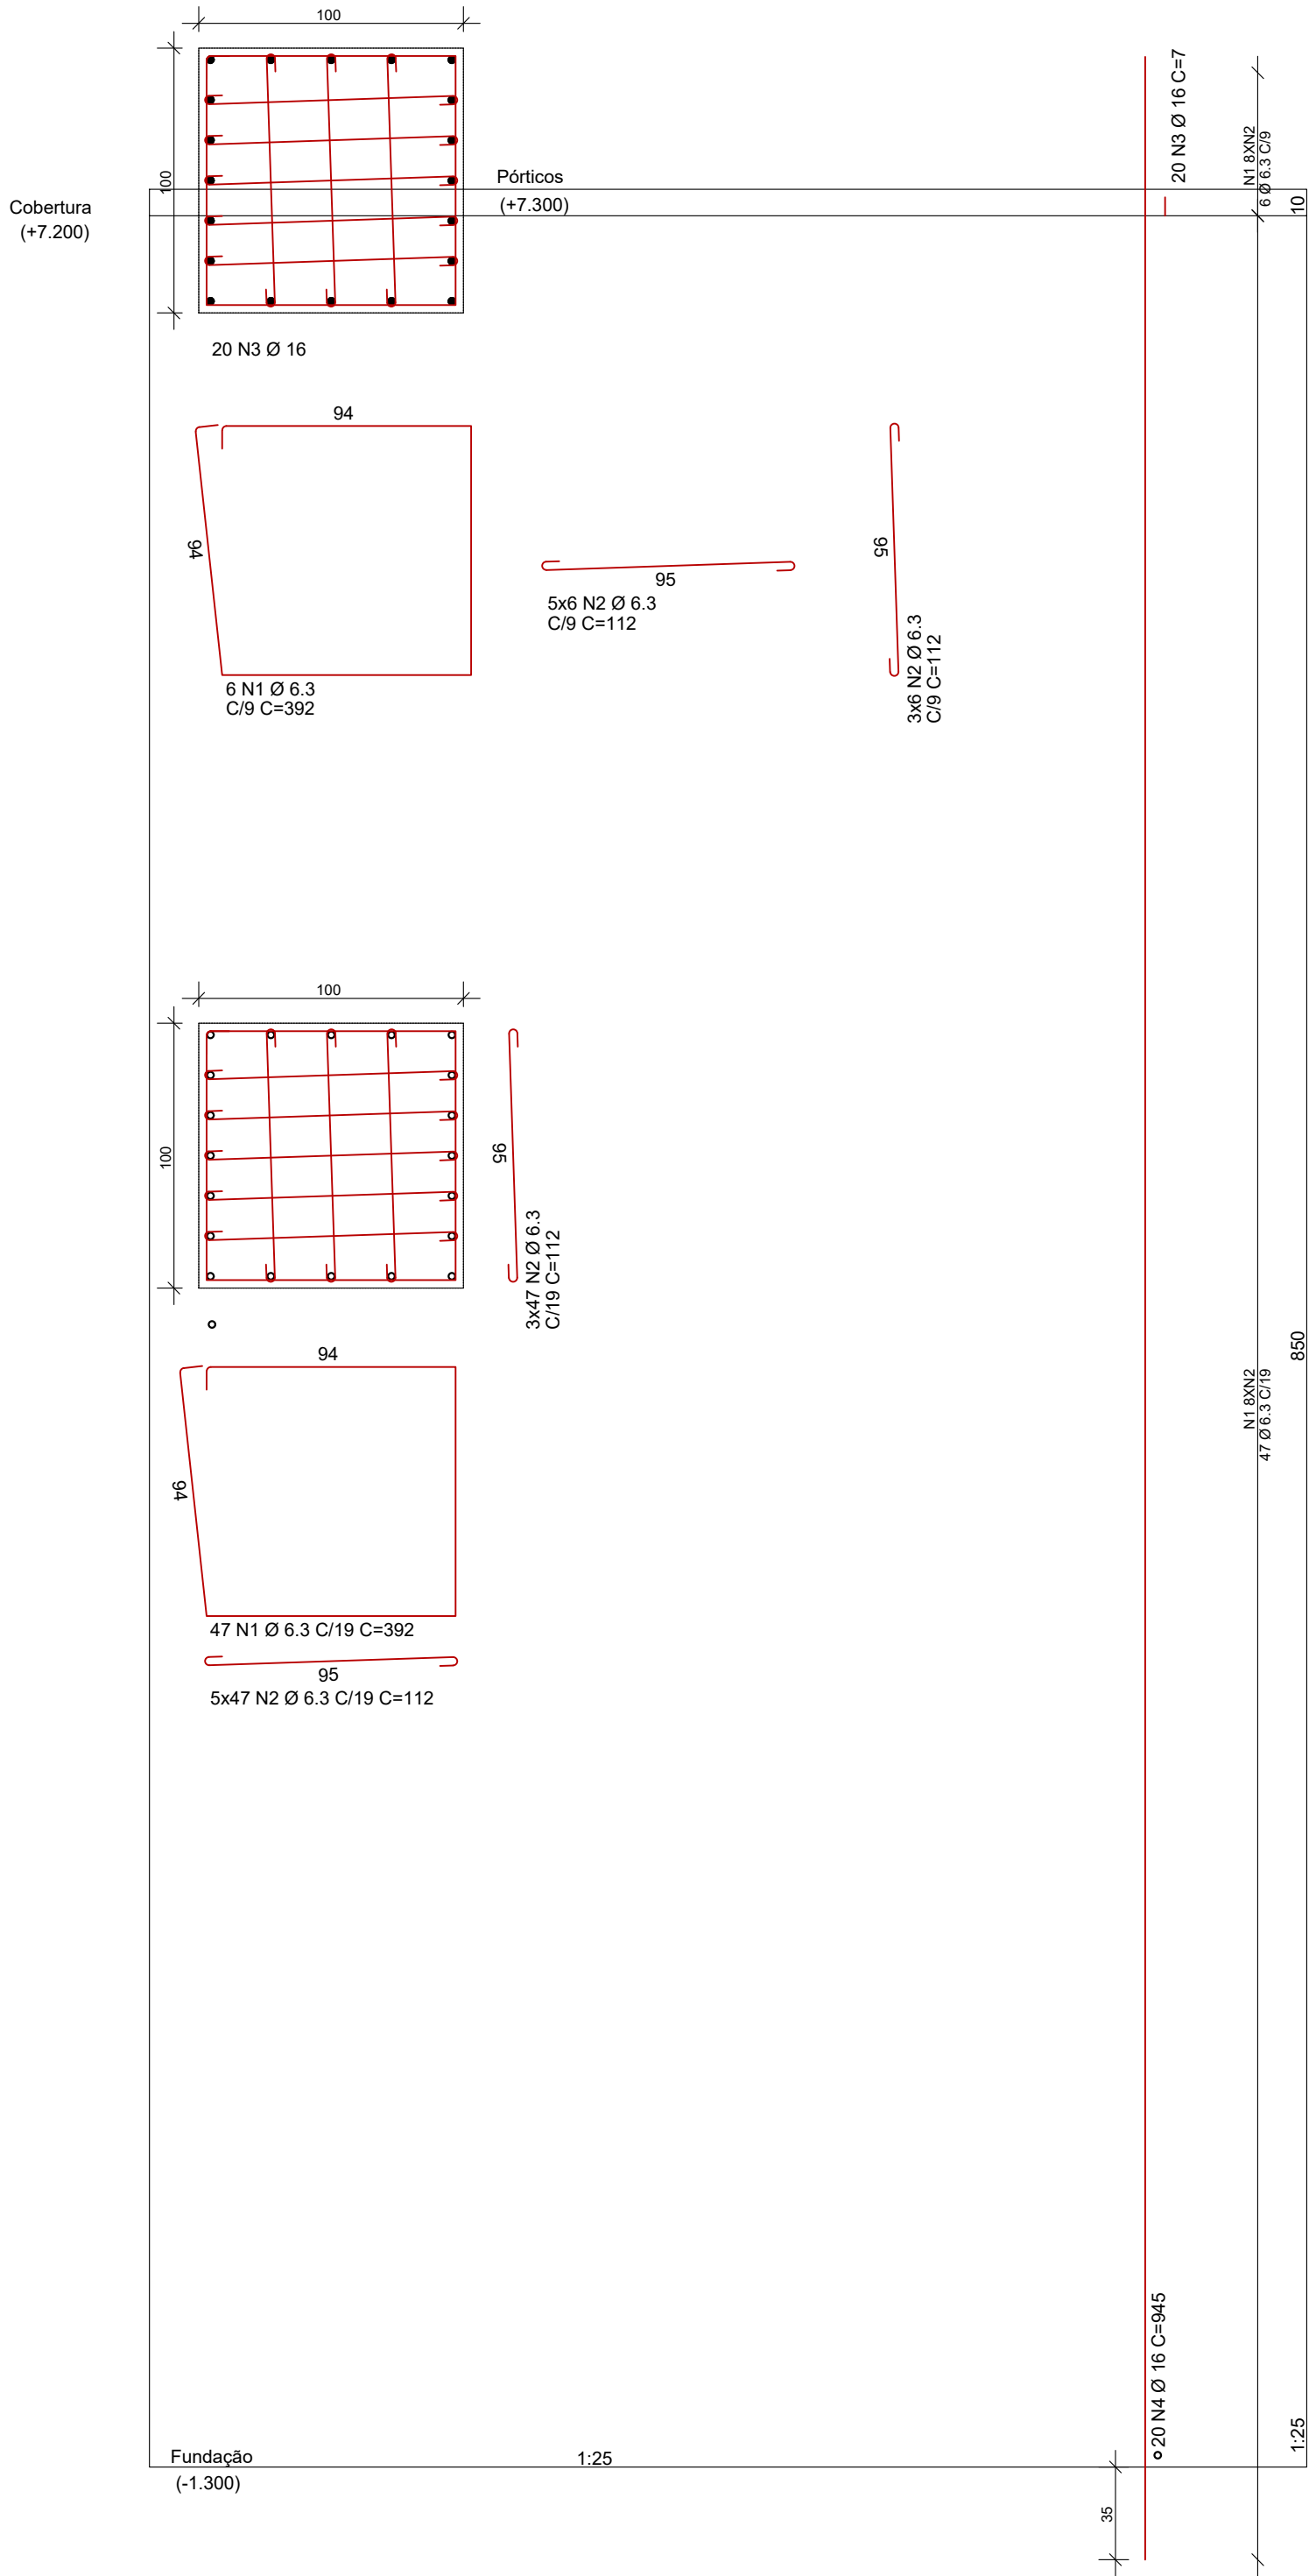 100
100
Cobertura
(+7.200)
Pórticos
(+7.300)
20 N3 Ø 16 C=7
N1 8XN2
6 Ø 6.3 C/9
10
20 N3 Ø 16
94
94
6 N1 Ø 6.3
C/9 C=392
95
5x6 N2 Ø 6.3
C/9 C=112
95
3x6 N2 Ø 6.3
C/9 C=112
100
100
95
3x47 N2 Ø 6.3
C/19 C=112
94
94
47 N1 Ø 6.3 C/19 C=392
95
5x47 N2 Ø 6.3 C/19 C=112
850
N1 8XN2
47 Ø 6.3 C/19
20 N4 Ø 16 C=945
1:25
Fundação
(-1.300)
1:25
35